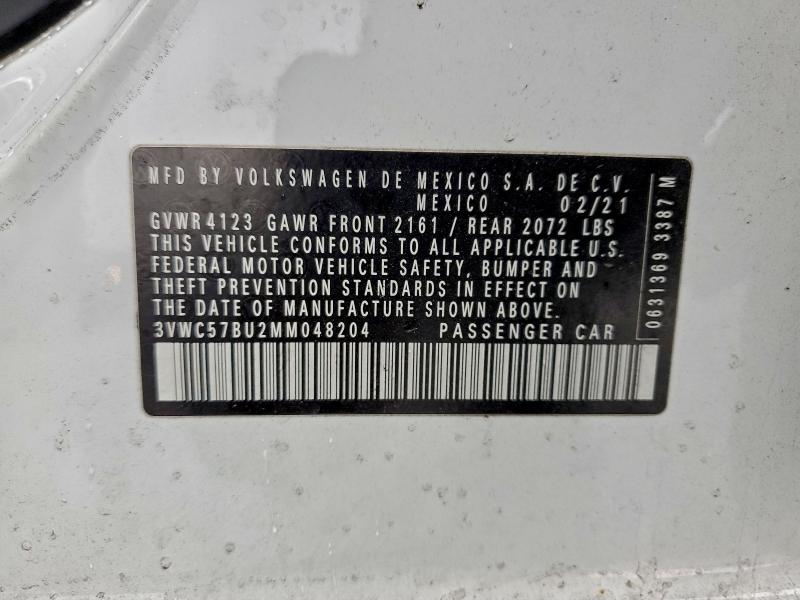 MFD BY VOLKSWAGEN DE MEXICO S.A. DE C.V.
MEXICO 02/21
GVWR 4123 GAWR FRONT 2161 / REAR 2072 LBS
THIS VEHICLE CONFORMS TO ALL APPLICABLE U.S.
FEDERAL MOTOR VEHICLE SAFETY, BUMPER AND
THEFT PREVENTION STANDARDS IN EFFECT ON
THE DATE OF MANUFACTURE SHOWN ABOVE.
3VWC57BU2MM048204 PASSENGER CAR
0631369 3387 M